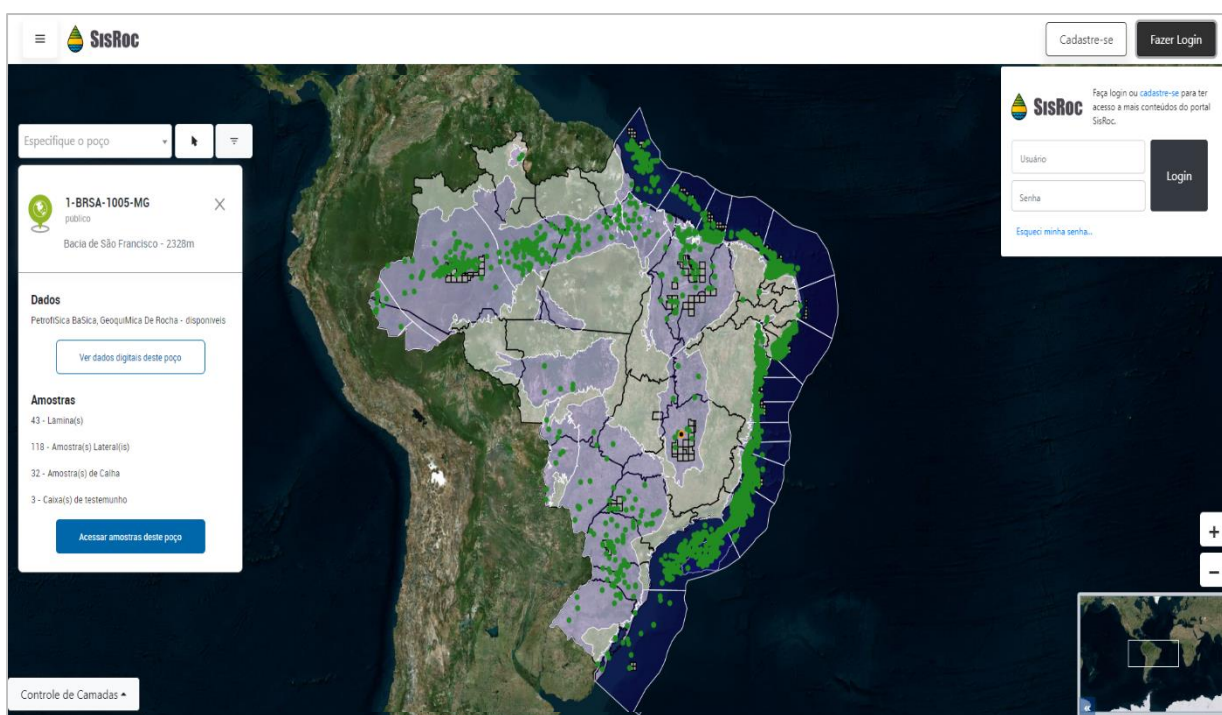 SISROC
Cadastre-se
Fazer Login
Especifique o poço
1-BRSA-1005-MG
publico
Bacia de São Francisco - 2328m
Dados
PetrofíSica BaSica, GeoquíMica De Rocha - disponíveis
Ver dados digitais deste poço
Amostras
43 - Lamina(s)
118 - Amostra(s) Lateral(is)
32 - Amostra(s) de Calha
3 - Caixa(s) de testemunho
Acessar amostras deste poço
Controle de Camadas
SISROC
Faça login ou cadastre-se para ter
acesso a mais conteúdos do portal
SisRoc.
Usuário
Senha
Login
Esqueci minha senha...
+
−
«